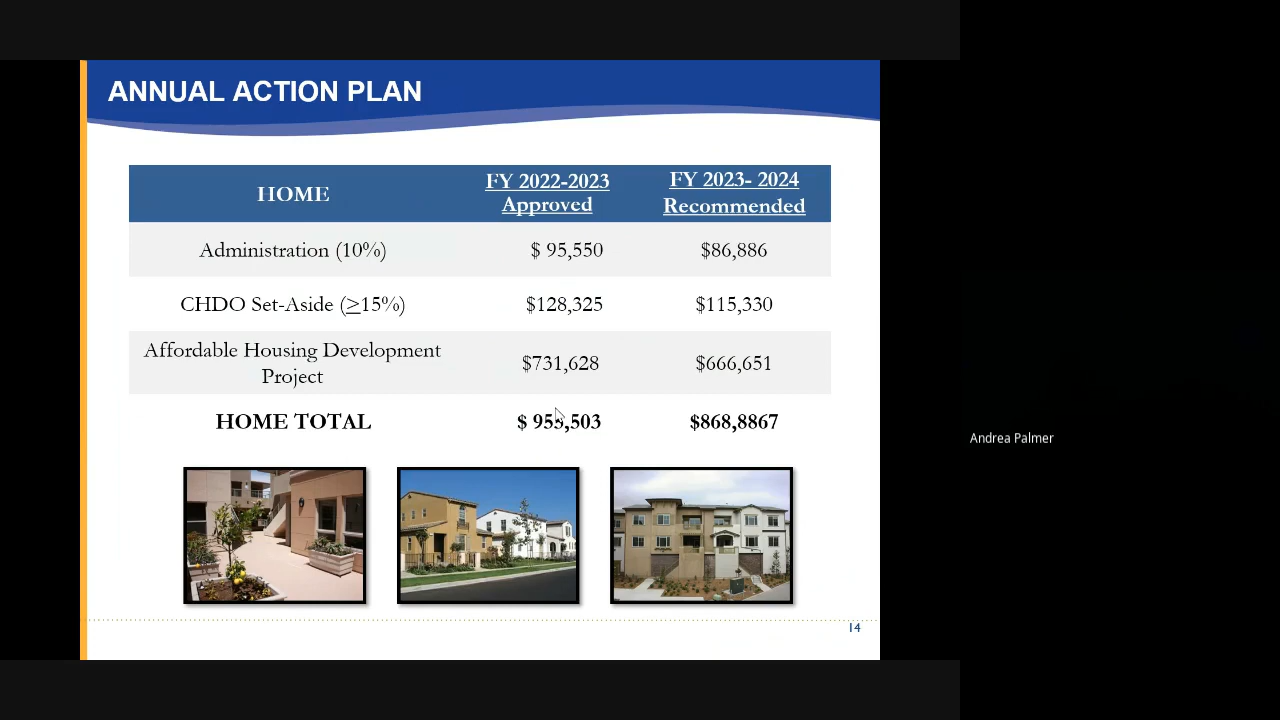 ANNUAL ACTION PLAN
HOME
FY 2022-2023
Approved
FY 2023- 2024
Recommended
Administration (10%)
$ 95,550
$86,886
CHDO Set-Aside (≥15%)
$128,325
$115,330
Affordable Housing Development
Project
$731,628
$666,651
HOME TOTAL
$ 955,503
$868,8867
14
Andrea Palmer